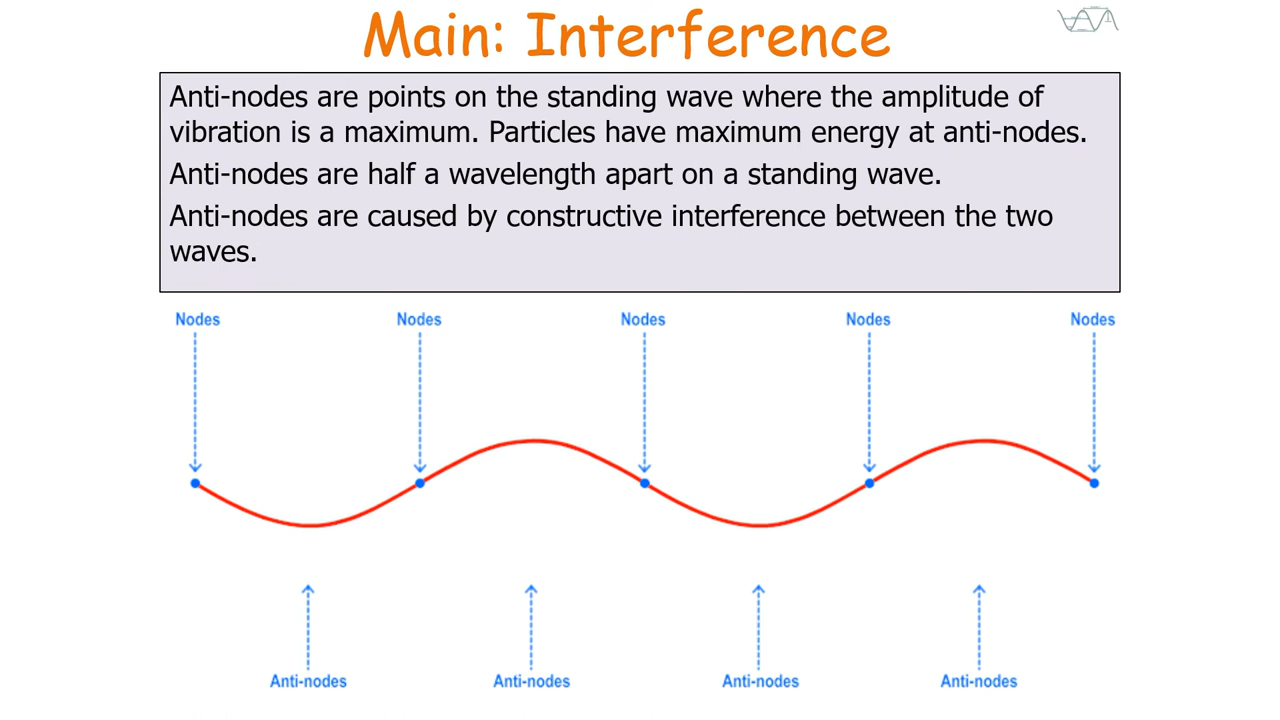 Main: Interference
Anti-nodes are points on the standing wave where the amplitude of
vibration is a maximum. Particles have maximum energy at anti-nodes.
Anti-nodes are half a wavelength apart on a standing wave.
Anti-nodes are caused by constructive interference between the two
waves.
Nodes Nodes Nodes Nodes Nodes
Anti-nodes Anti-nodes Anti-nodes Anti-nodes